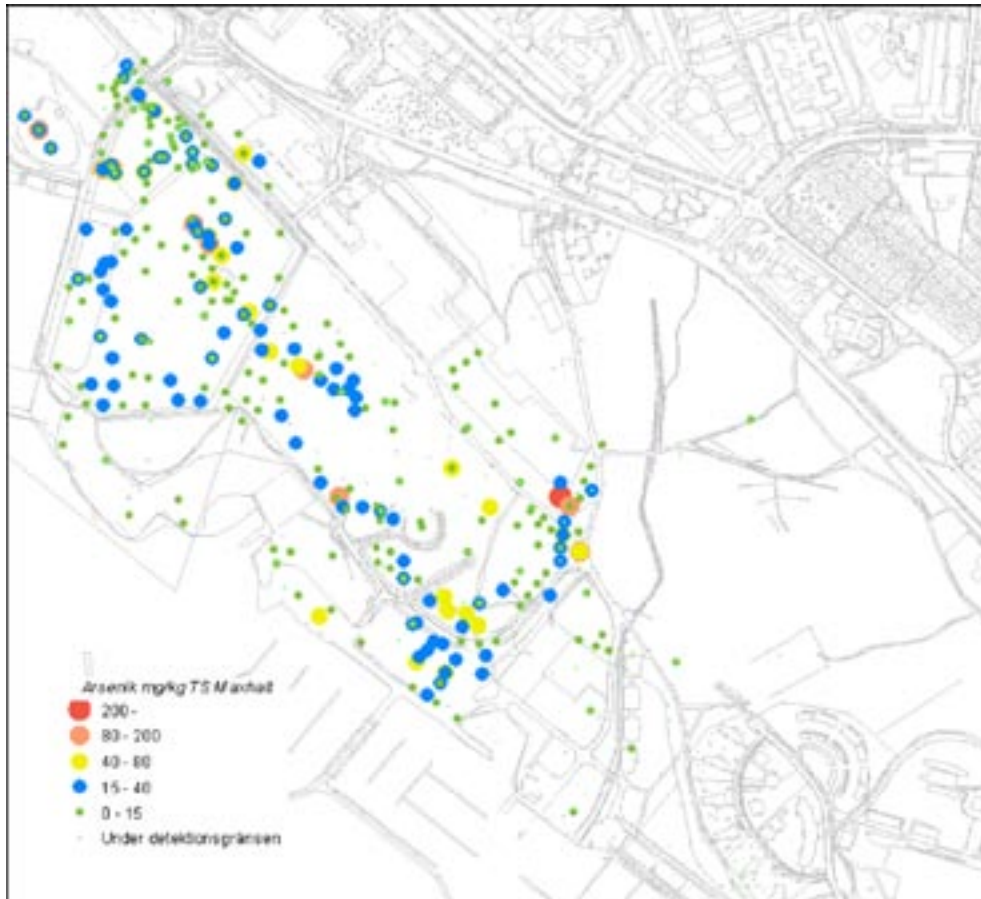 Arsenik mg/kg TS Maxhalt
200-
80 - 200
40 - 80
15 - 40
0 - 15
Under detektionsgränsen